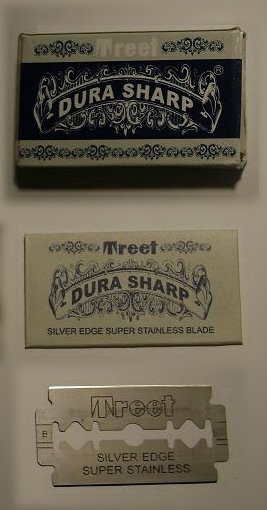 Treet
®
DURA SHARP
Treet
DURA SHARP
SILVER EDGE SUPER STAINLESS BLADE
Treet
B
SILVER EDGE
SUPER STAINLESS